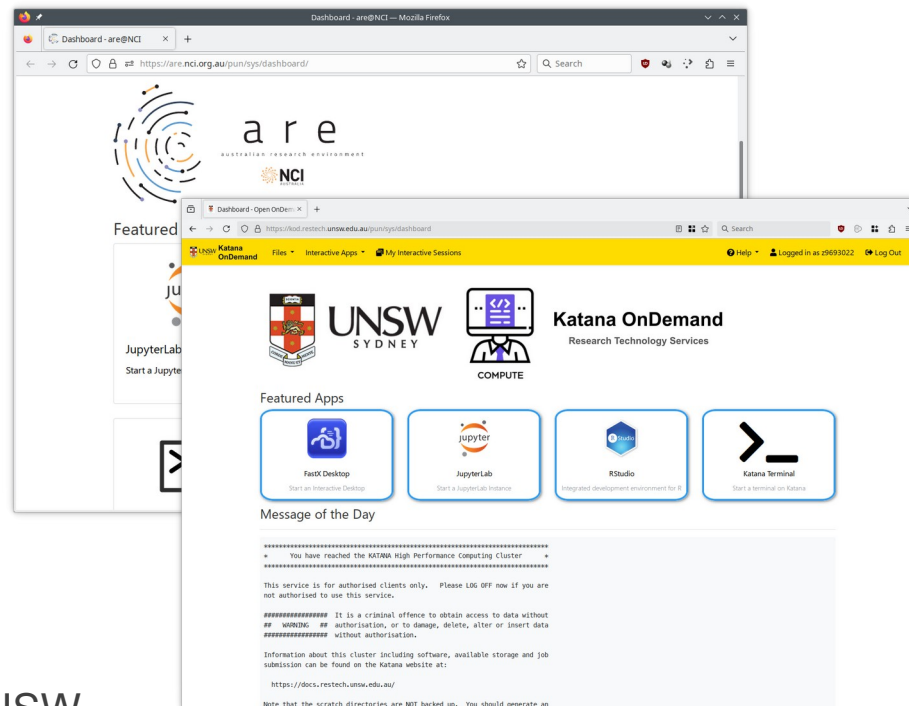 Dashboard - are@NCI — Mozilla Firefox
Dashboard - are@NCI
https://are.nci.org.au/pun/sys/dashboard/
Search
are
australian research environment
NCI
AUSTRALIA
Featured
JupyterLab
Start a Jupyte
Dashboard - Open OnDem
https://kod.restech.unsw.edu.au/pun/sys/dashboard
Search
UNSW Katana OnDemand
Files
Interactive Apps
My Interactive Sessions
Help
Logged in as z9693022
Log Out
UNSW
SYDNEY
COMPUTE
Katana OnDemand
Research Technology Services
Featured Apps
FastX Desktop
Start an Interactive Desktop
jupyter
JupyterLab
Start a JupyterLab Instance
R Studio
RStudio
Integrated development environment for R
Katana Terminal
Start a terminal on Katana
Message of the Day
+ You have reached the KATANA High Performance Computing Cluster +
This service is for authorised clients only. Please LOG OFF now if you are
not authorised to use this service.
################# It is a criminal offence to obtain access to data without
## WARNING ## authorisation, or to damage, delete, alter or insert data
################# without authorisation.
Information about this cluster including software, available storage and job
submission can be found on the Katana website at:
https://docs.restech.unsw.edu.au/
Note that the scratch directories are NOT backed up. You should generate an